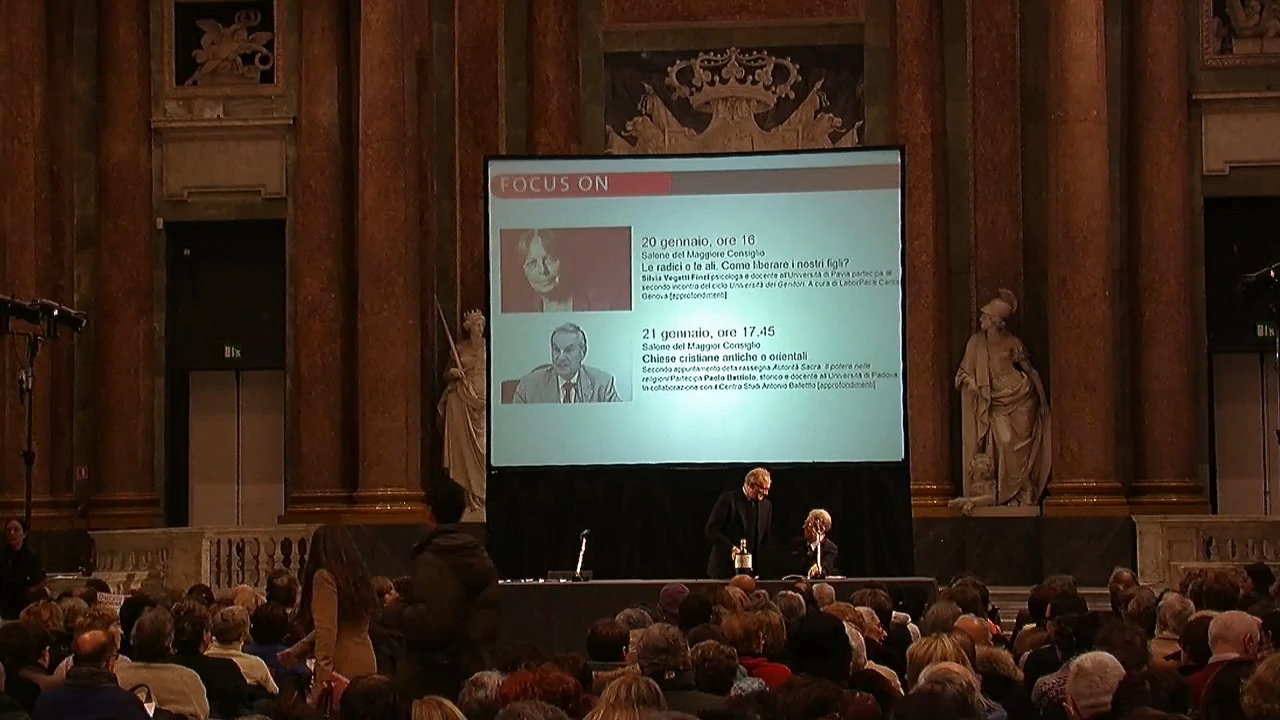 FOCUS ON
20 gennaio, ore 16
Salone del Maggiore Consiglio
Le radici e le ali. Come liberare i nostri figli?
Silvia Vegetti Finzi psicologa e docente all'Università di Pavia partecipa al
secondo incontro del ciclo Università dei Genitori. A cura di LaborPace Carita
Genova [approfondimenti]
21 gennaio, ore 17.45
Salone del Maggior Consiglio
Chiese cristiane antiche e orientali
Secondo appuntamento della rassegna Autorità Sacra. Il potere nelle
religioni Partecipa Paolo Bettiolo, storico e docente all'Università di Padova.
In collaborazione con il Centro Studi Antonio Balletto [approfondimenti]